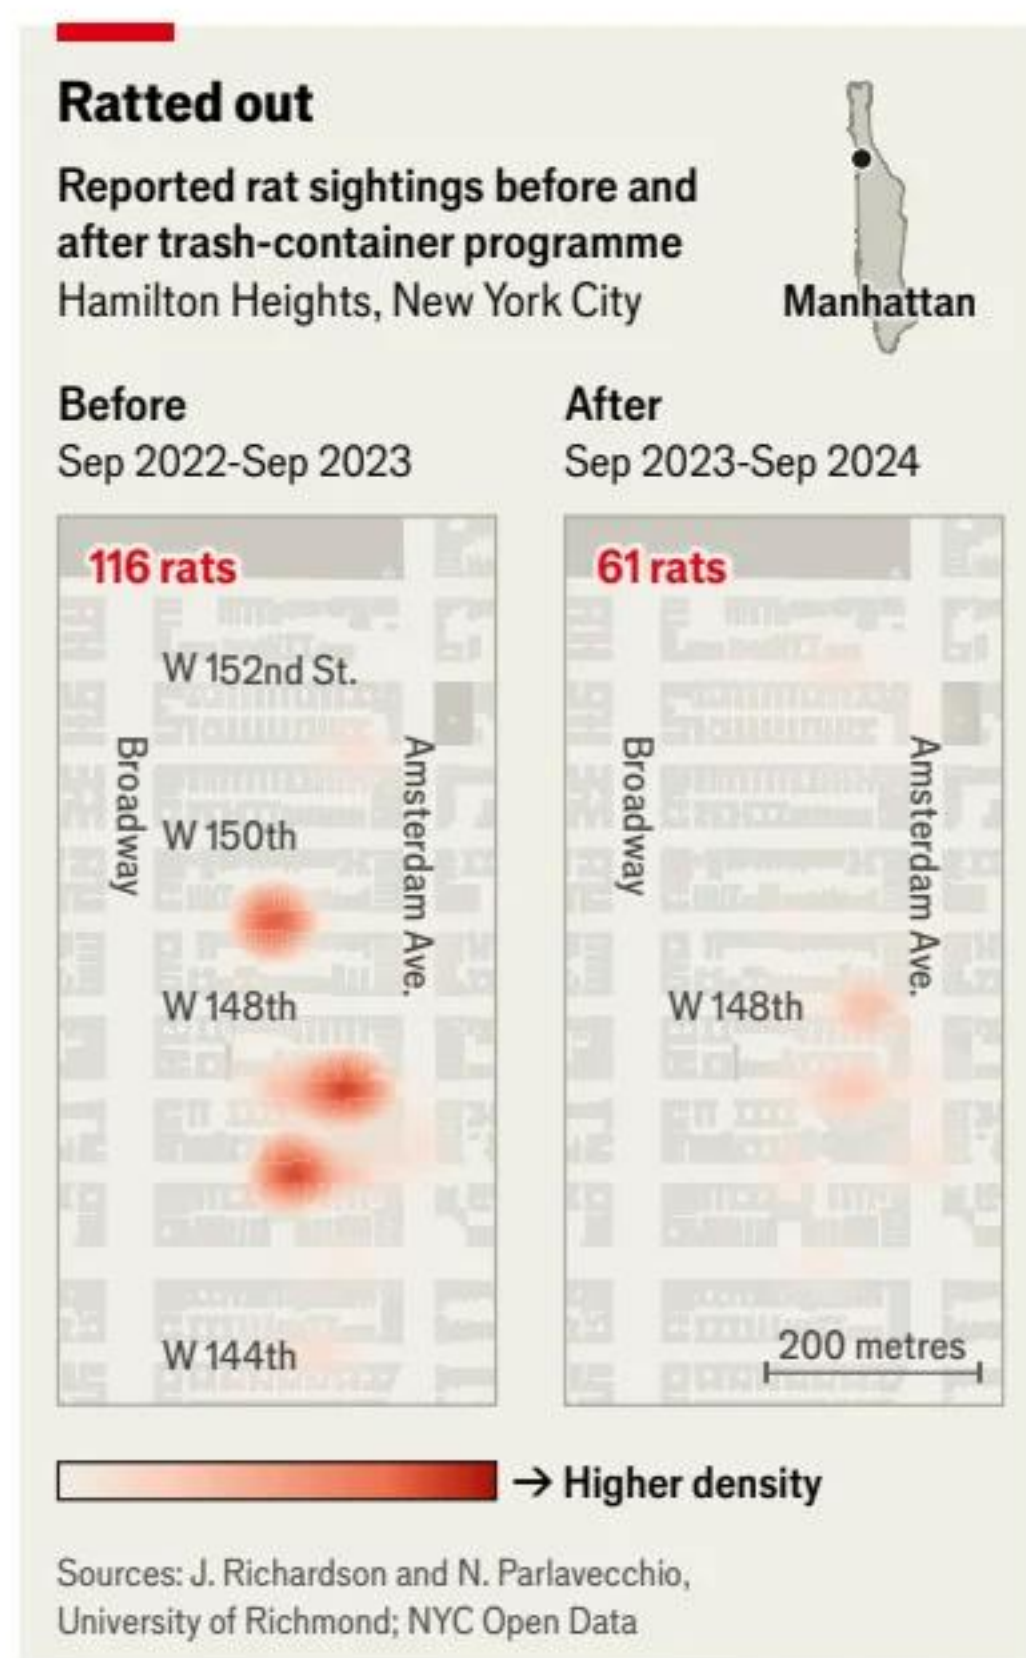 Ratted out
Reported rat sightings before and
after trash-container programme
Hamilton Heights, New York City
Manhattan
Before
Sep 2022-Sep 2023
116 rats
W 152nd St.
Broadway
Amsterdam Ave.
W 150th
W 148th
W 144th
After
Sep 2023-Sep 2024
61 rats
Broadway
Amsterdam Ave.
W 148th
200 metres
→ Higher density
Sources: J. Richardson and N. Parlavecchio,
University of Richmond; NYC Open Data